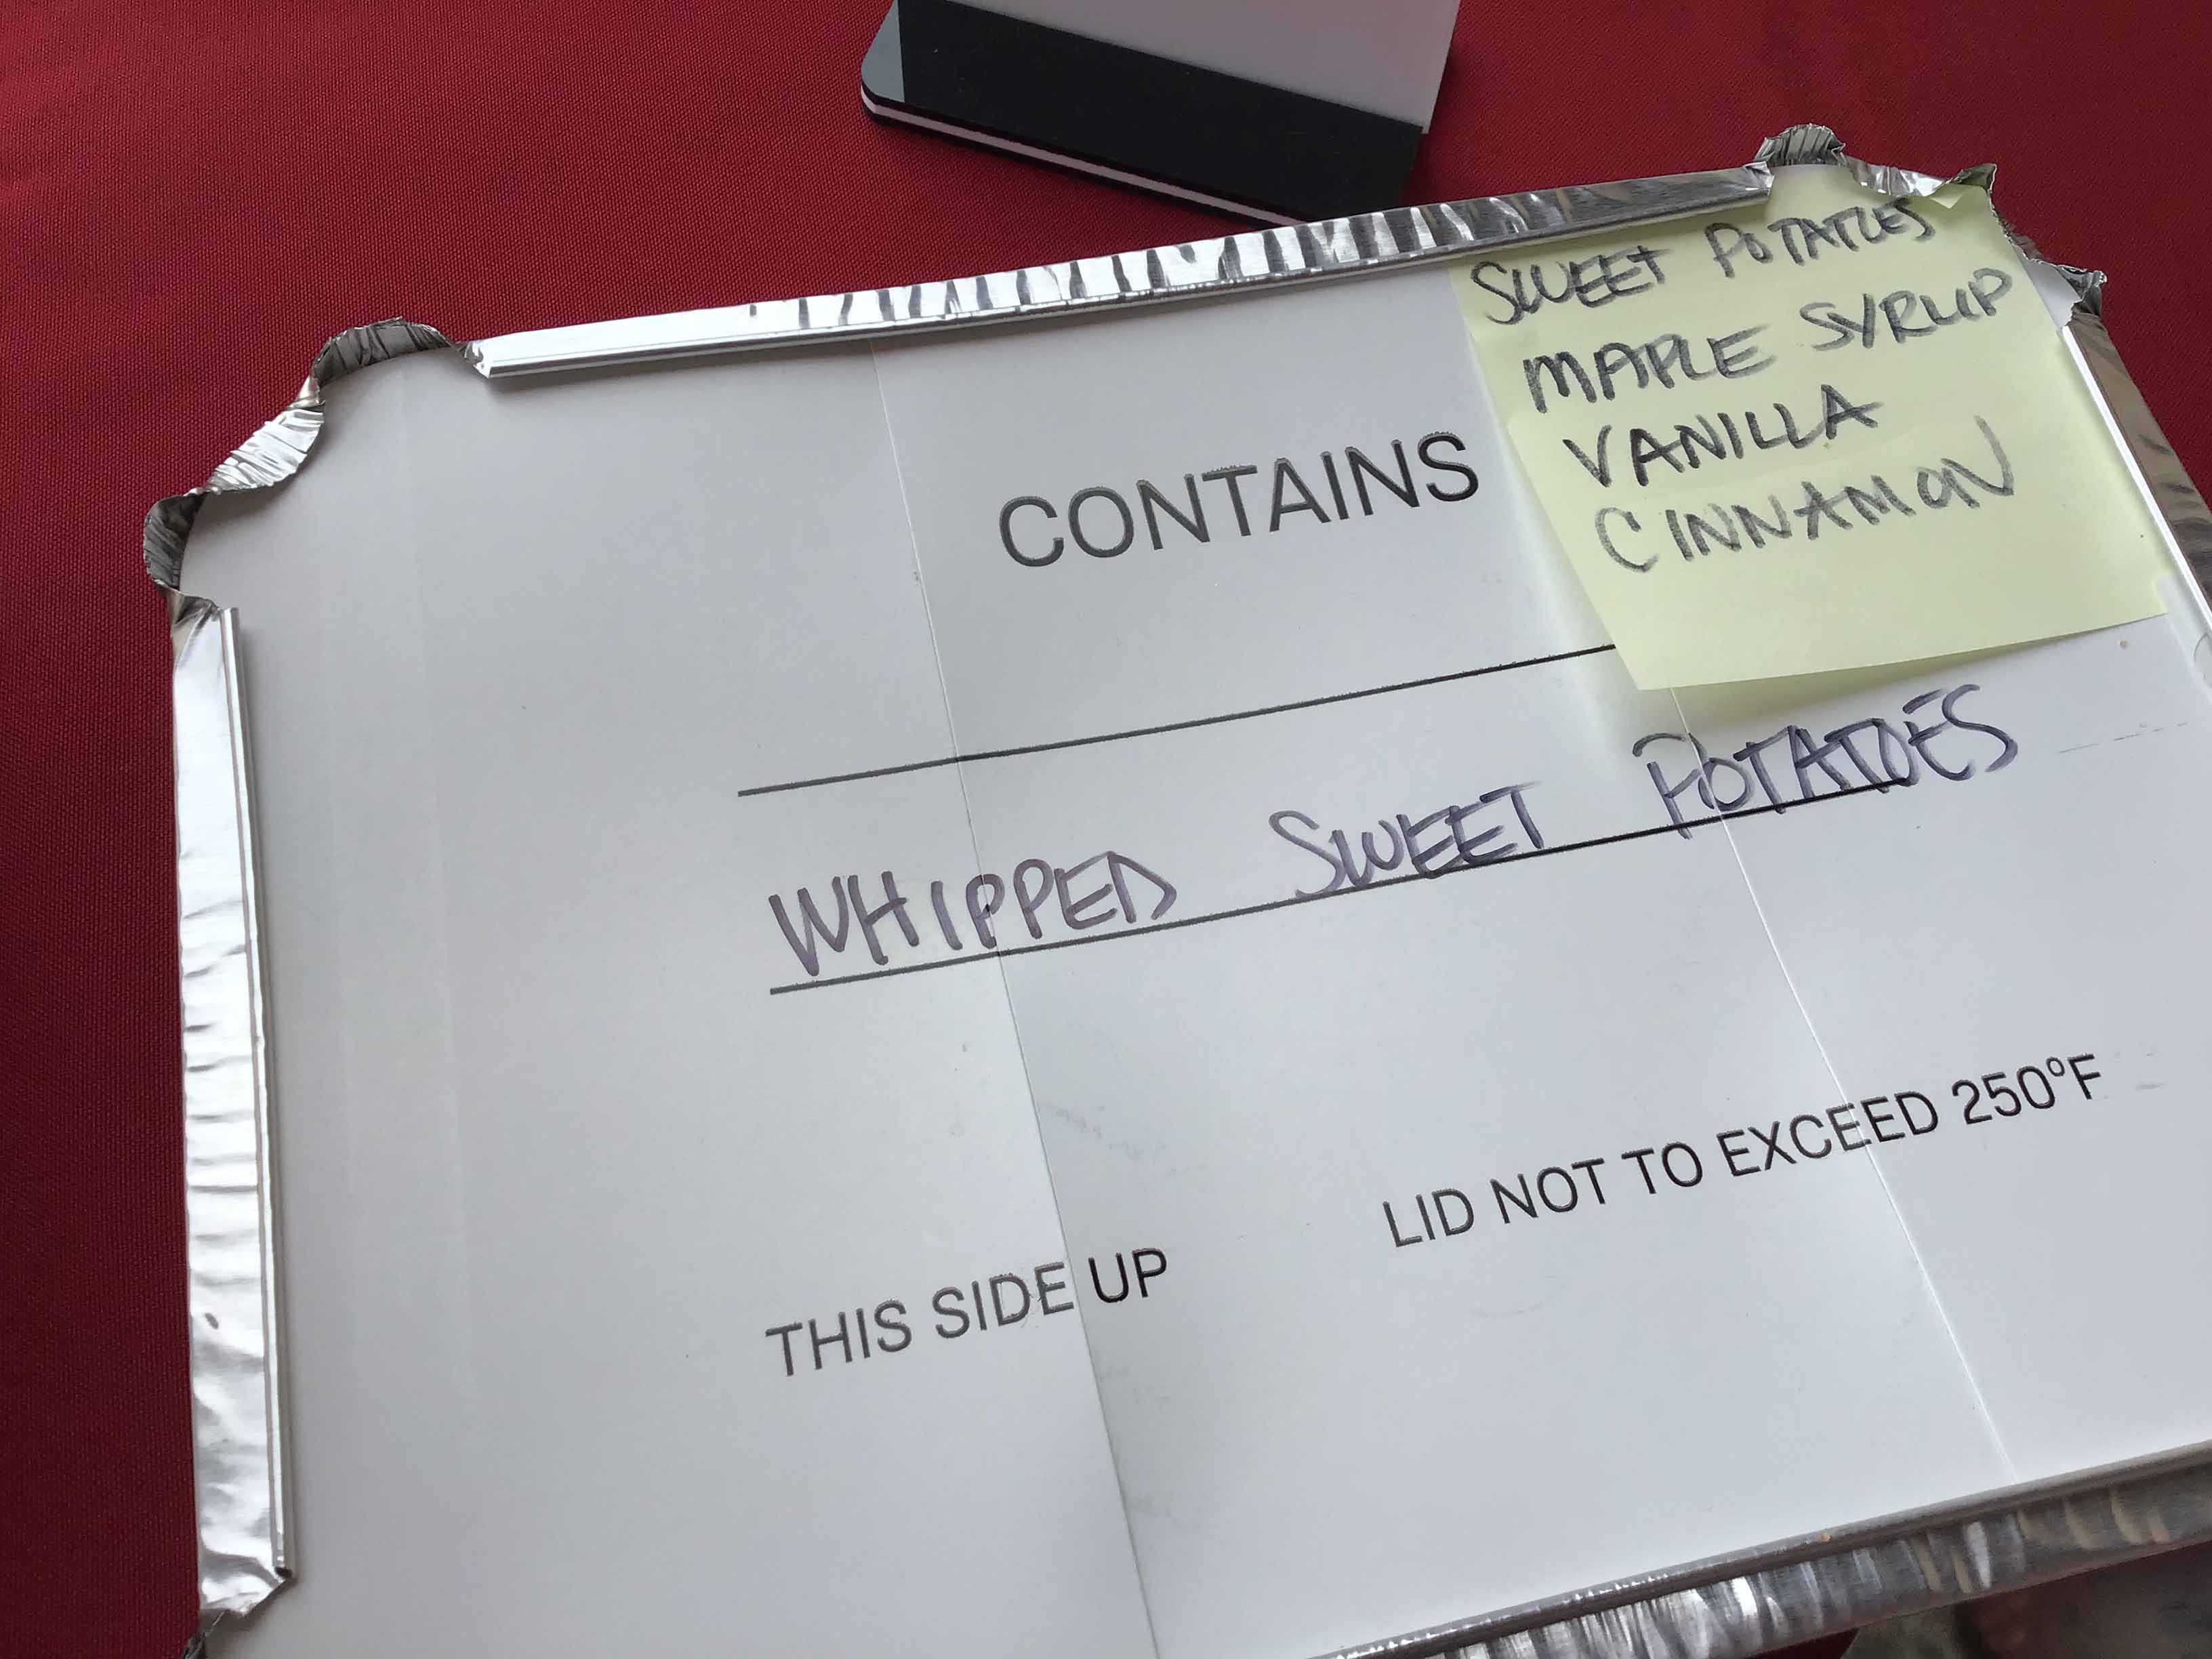 SWEET POTATOES
MAPLE SYRUP
VANILLA
CINNAMON
CONTAINS
WHIPPED SWEET POTATOES
LID NOT TO EXCEED 250°F
THIS SIDE UP